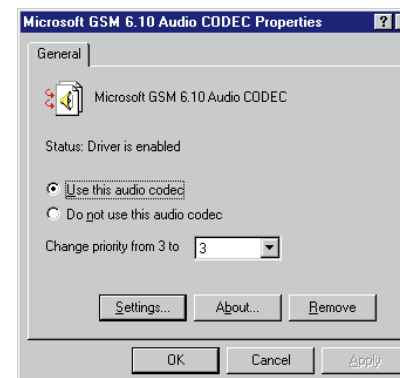 Microsoft GSM 6.10 Audio CODEC Properties ?
General
Microsoft GSM 6.10 Audio CODEC
Status: Driver is enabled
Use this audio codec
Do not use this audio codec
Change priority from 3 to 3
Settings... About... Remove
OK Cancel Apply